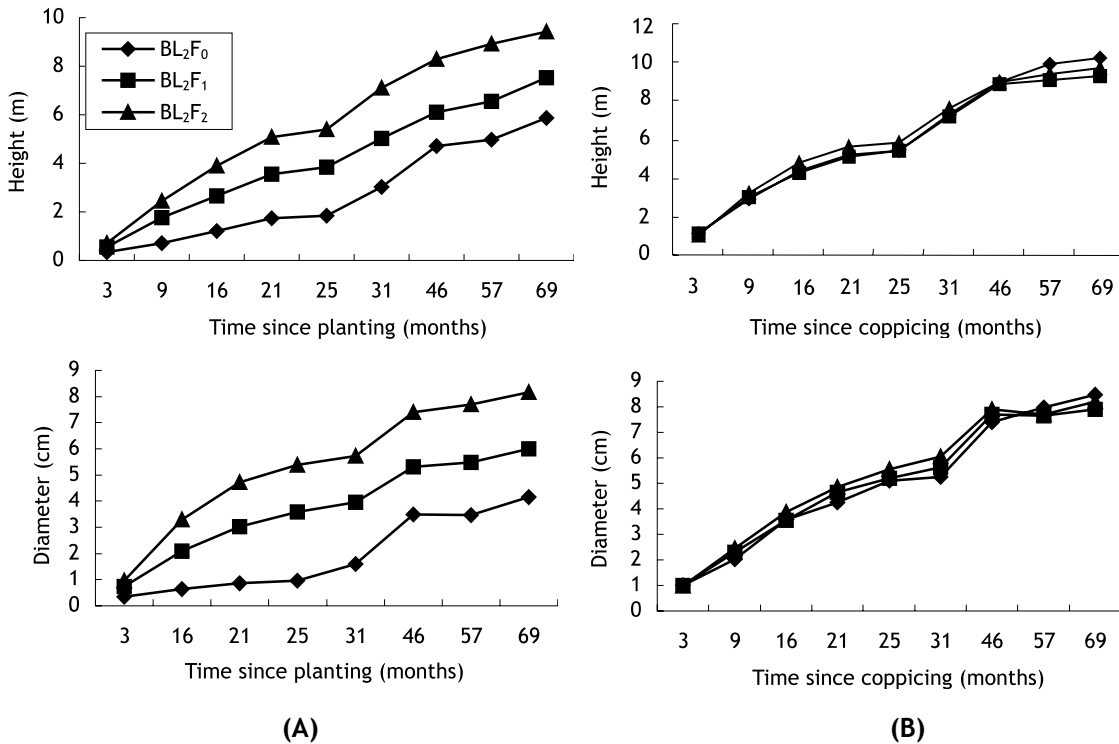 10
8
6
4
2
0
Height (m)
BL₂F₀
BL₂F₁
BL₂F₂
3 9 16 21 25 31 46 57 69
Time since planting (months)
12
10
8
6
4
2
0
Height (m)
3 9 16 21 25 31 46 57 69
Time since coppicing (months)
9
8
7
6
5
4
3
2
1
0
Diameter (cm)
3 16 21 25 31 46 57 69
Time since planting (months)
(A)
9
8
7
6
5
4
3
2
1
0
Diameter (cm)
3 9 16 21 25 31 46 57 69
Time since coppicing (months)
(B)